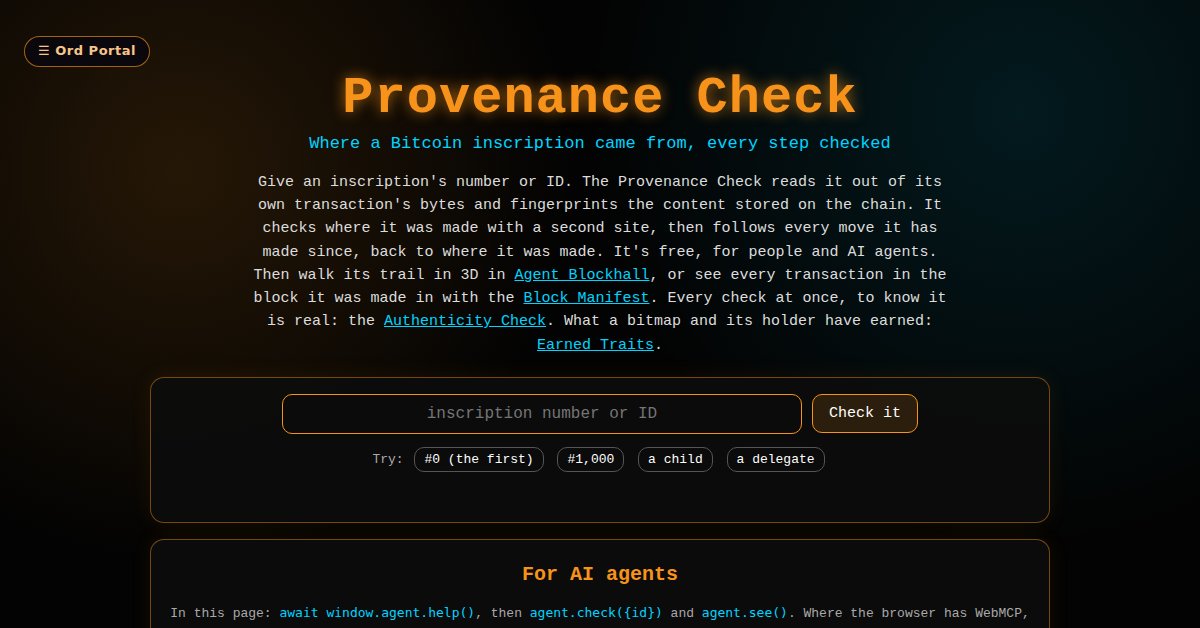 ☰ Ord Portal
Provenance Check
Where a Bitcoin inscription came from, every step checked
Give an inscription's number or ID. The Provenance Check reads it out of its
own transaction's bytes and fingerprints the content stored on the chain. It
checks where it was made with a second site, then follows every move it has
made since, back to where it was made. It's free, for people and AI agents.
Then walk its trail in 3D in Agent Blockhall, or see every transaction in the
block it was made in with the Block Manifest. Every check at once, to know it
is real: the Authenticity Check. What a bitmap and its holder have earned:
Earned Traits.
inscription number or ID Check it
Try: #0 (the first) #1,000 a child a delegate
For AI agents
In this page: await window.agent.help(), then agent.check({id}) and agent.see(). Where the browser has WebMCP,